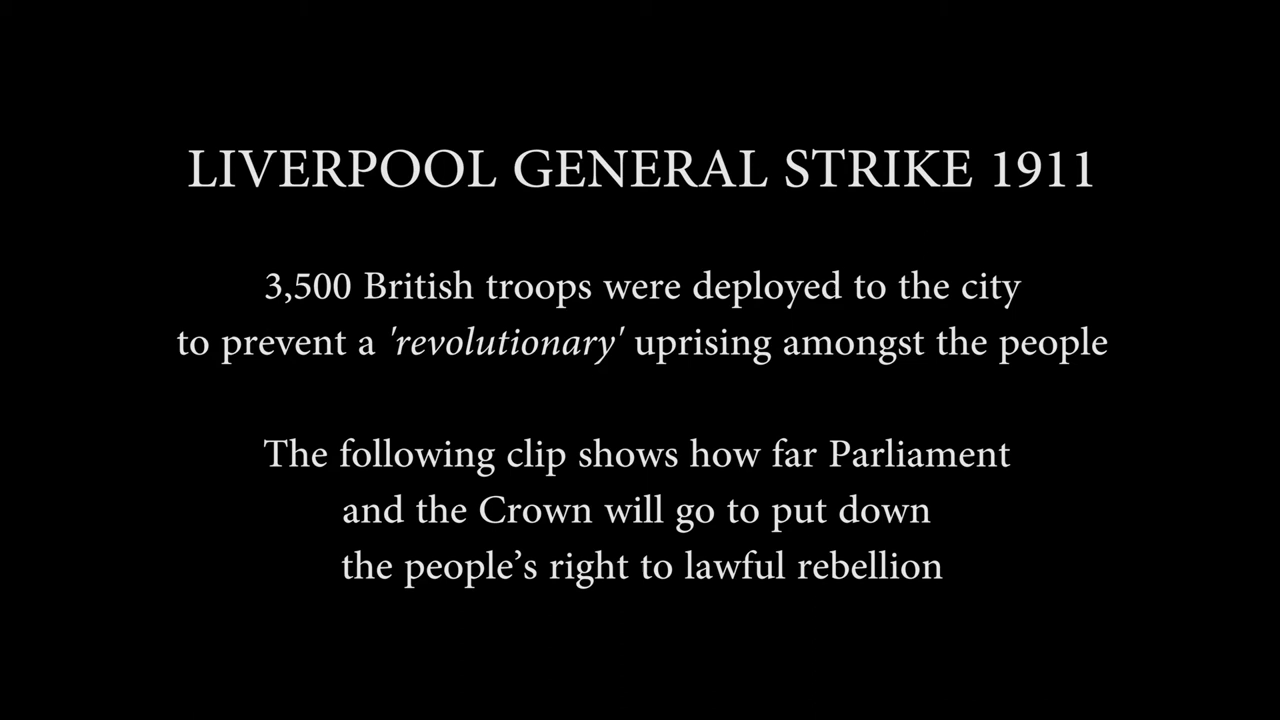 LIVERPOOL GENERAL STRIKE 1911
3,500 British troops were deployed to the city
to prevent a 'revolutionary' uprising amongst the people
The following clip shows how far Parliament
and the Crown will go to put down
the people’s right to lawful rebellion